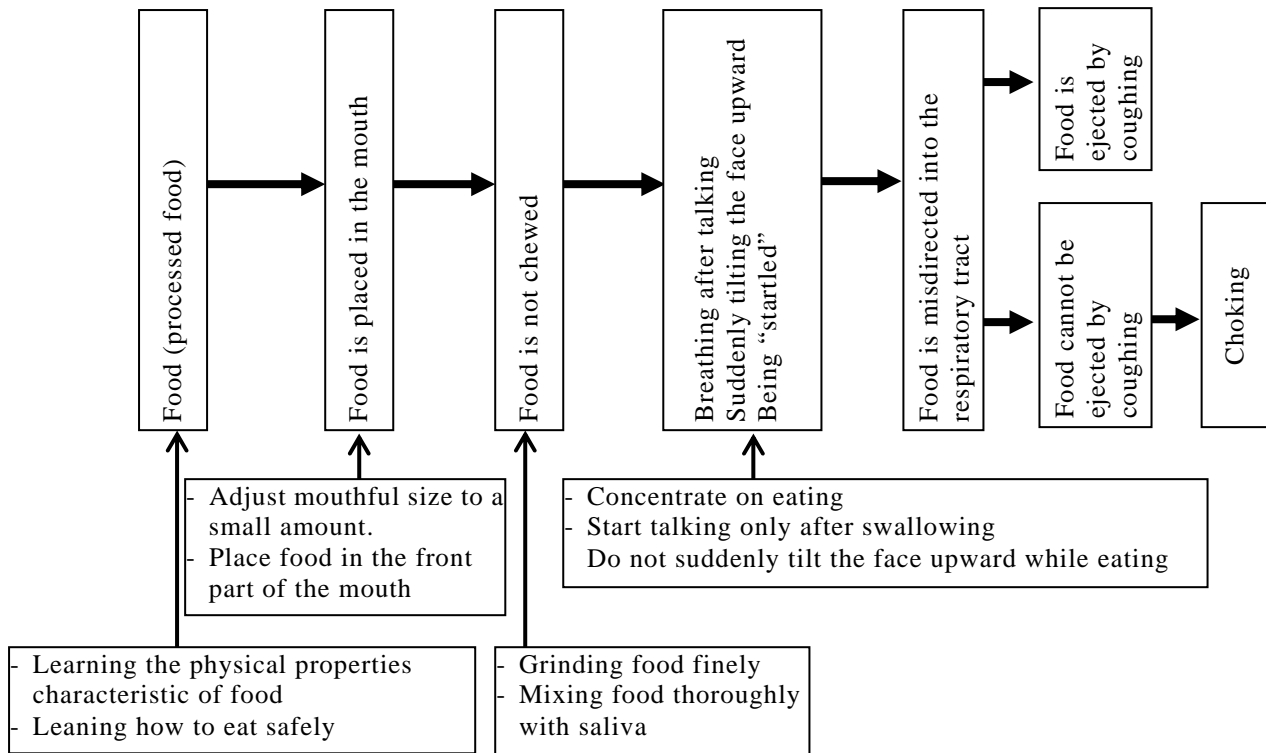 Food (processed food)
Food is placed in the mouth
Food is not chewed
Breathing after talking
Suddenly tilting the face upward
Being “startled”
Food is misdirected into the
respiratory tract
Food is
ejected by
coughing
Food cannot be
ejected by
coughing
Choking
- Adjust mouthful size to a
small amount.
- Place food in the front
part of the mouth
- Concentrate on eating
- Start talking only after swallowing
Do not suddenly tilt the face upward while eating
- Learning the physical properties
characteristic of food
- Leaning how to eat safely
- Grinding food finely
- Mixing food thoroughly
with saliva